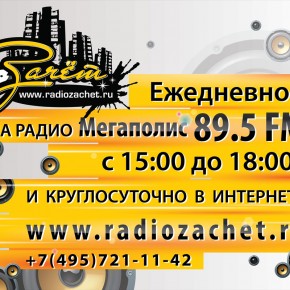 Зачёт
www.radiozachet.ru
Ежедневно
А РАДИО Мегаполис 89.5 FM
с 15:00 до 18:00
И КРУГЛОСУТОЧНО В ИНТЕРНЕТ
www.radiozachet.r
+7(495)721-11-42